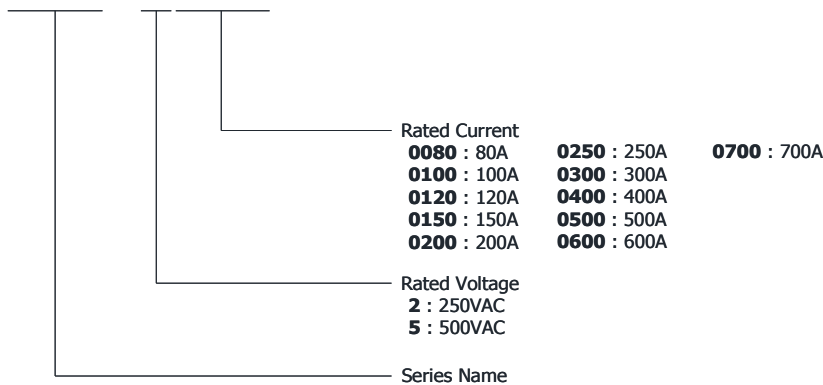 Rated Current
0080 : 80A 0250 : 250A 0700 : 700A
0100 : 100A 0300 : 300A
0120 : 120A 0400 : 400A
0150 : 150A 0500 : 500A
0200 : 200A 0600 : 600A
Rated Voltage
2 : 250VAC
5 : 500VAC
Series Name